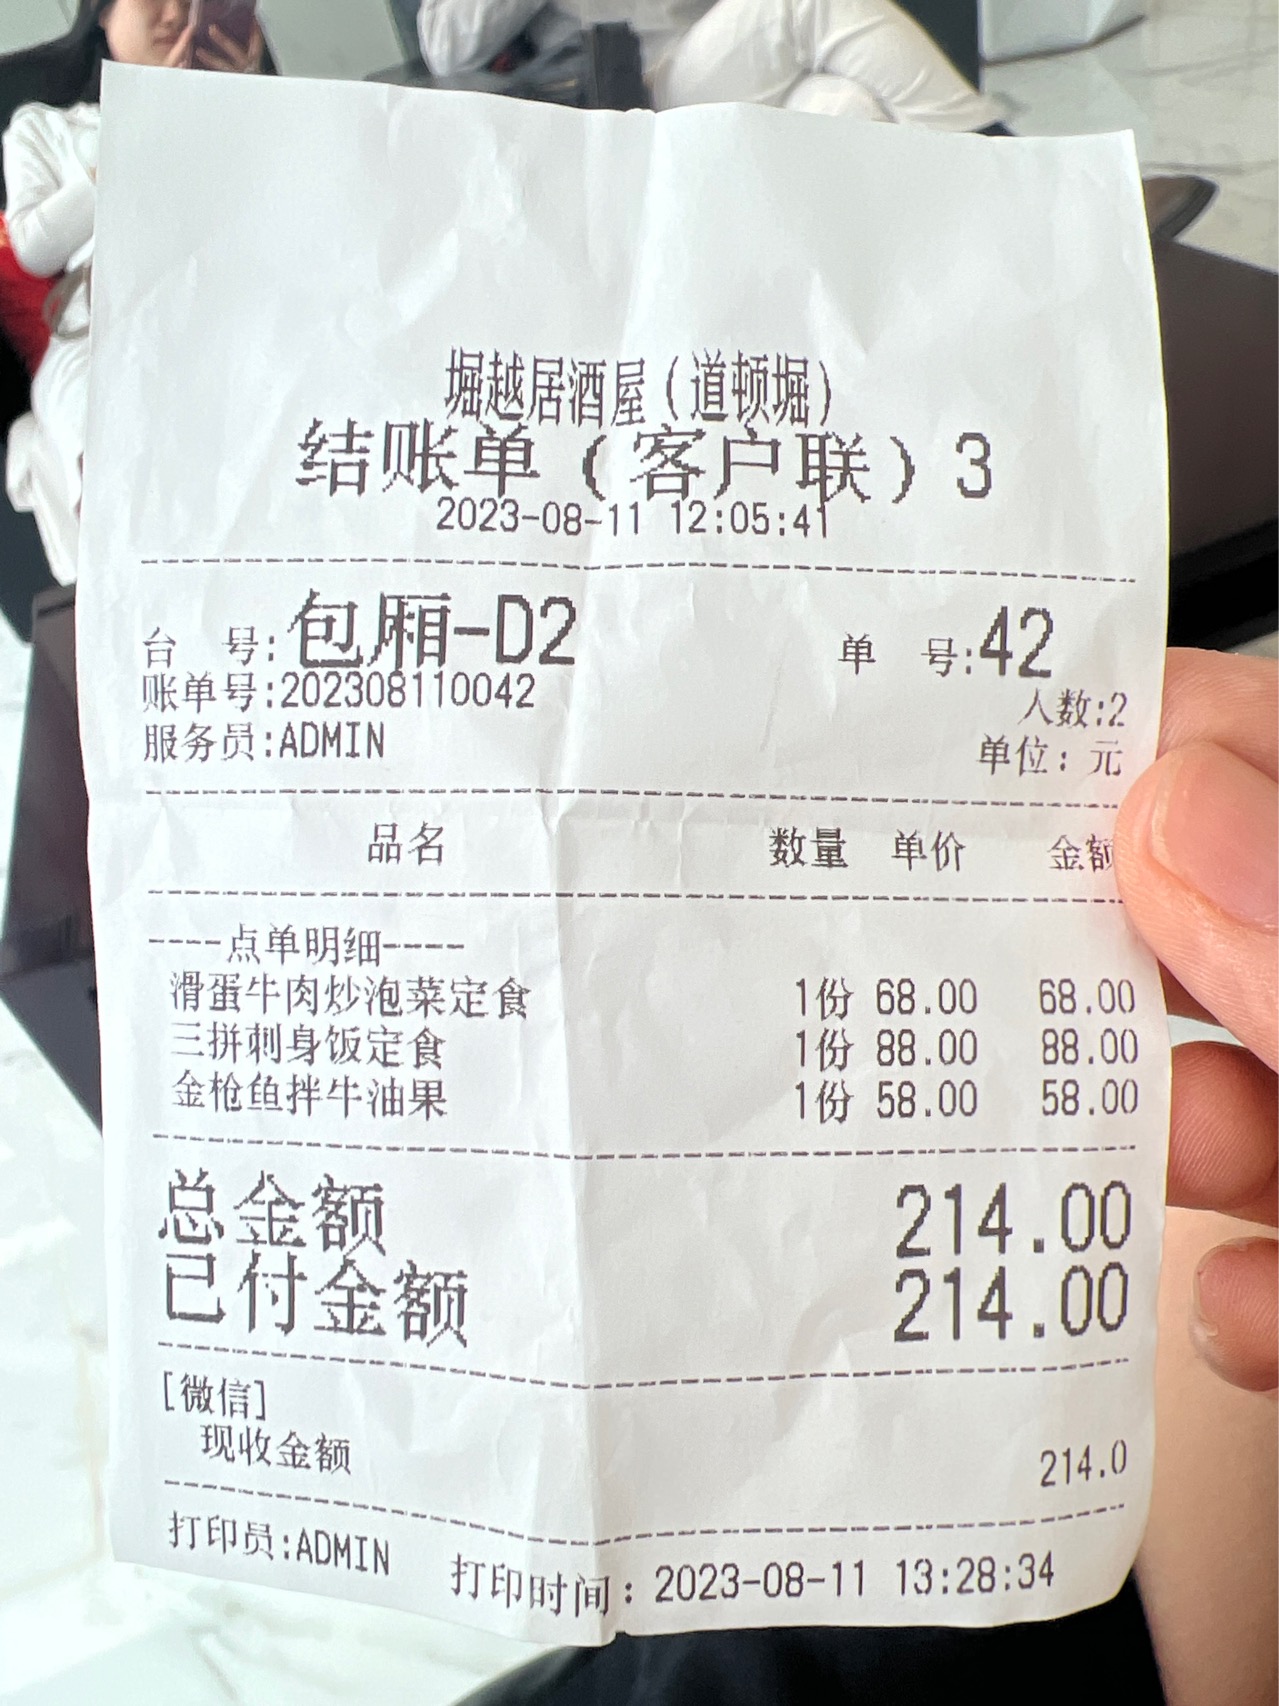 堀越居酒屋(道顿堀)
结账单(客户联)3
2023-08-11 12:05:41
台 号:包厢-D2 单 号:42
账单号:202308110042 人数:2
服务员:ADMIN 单位:元
品名 数量 单价 金额
----点单明细----
滑蛋牛肉炒泡菜定食 1份 68.00 68.00
三拼刺身饭定食 1份 88.00 88.00
金枪鱼拌牛油果 1份 58.00 58.00
总金额 214.00
已付金额 214.00
[微信]
现收金额 214.0
打印员:ADMIN 打印时间:2023-08-11 13:28:34